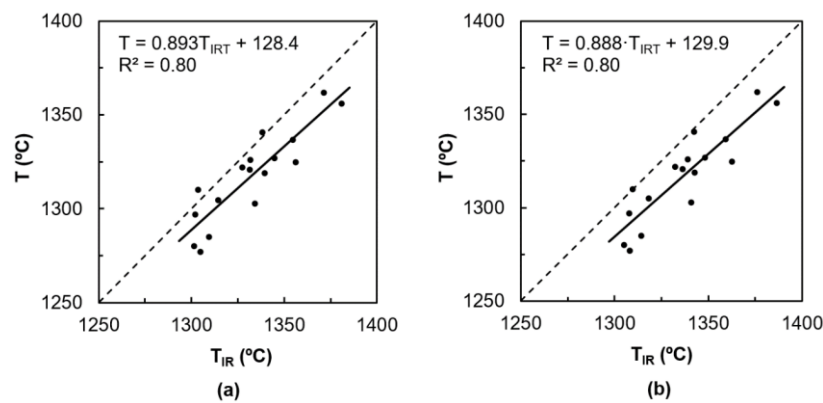 1400
T = 0.893T_IRT + 128.4
R² = 0.80
1350
T (ºC)
1300
1250
1250 1300 1350 1400
T_IR (ºC)
(a)
1400
T = 0.888·T_IRT + 129.9
R² = 0.80
1350
T (ºC)
1300
1250
1250 1300 1350 1400
T_IR (ºC)
(b)